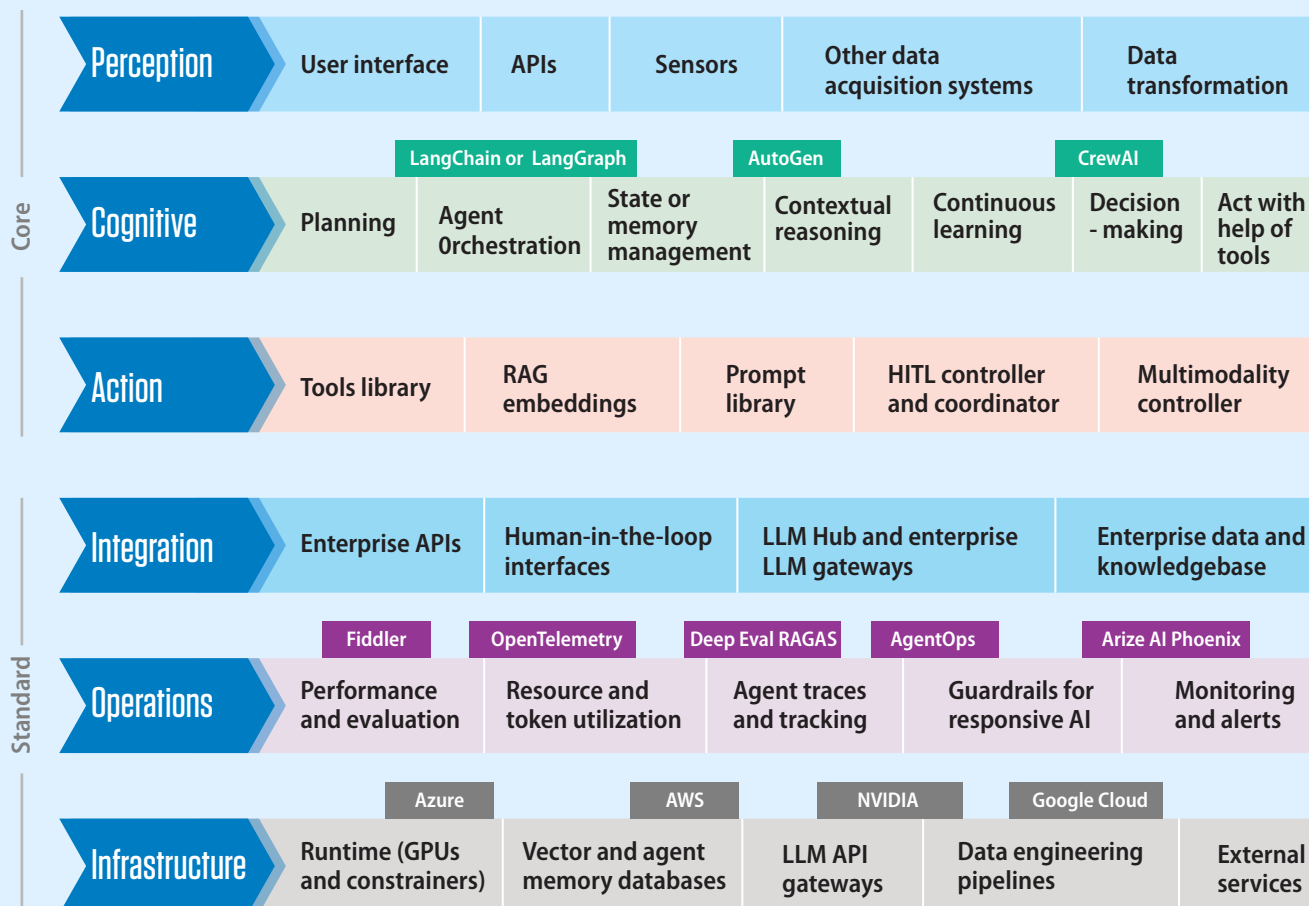 Core
Perception
User interface
APIs
Sensors
Other data
acquisition systems
Data
transformation
LangChain or LangGraph
AutoGen
CrewAI
Cognitive
Planning
Agent
0rchestration
State or
memory
management
Contextual
reasoning
Continuous
learning
Decision
- making
Act with
help of
tools
Action
Tools library
RAG
embeddings
Prompt
library
HITL controller
and coordinator
Multimodality
controller
Standard
Integration
Enterprise APIs
Human-in-the-loop
interfaces
LLM Hub and enterprise
LLM gateways
Enterprise data and
knowledgebase
Fiddler
OpenTelemetry
Deep Eval RAGAS
AgentOps
Arize AI Phoenix
Operations
Performance
and evaluation
Resource and
token utilization
Agent traces
and tracking
Guardrails for
responsive AI
Monitoring
and alerts
Azure
AWS
NVIDIA
Google Cloud
Infrastructure
Runtime (GPUs
and constrainers)
Vector and agent
memory databases
LLM API
gateways
Data engineering
pipelines
External
services